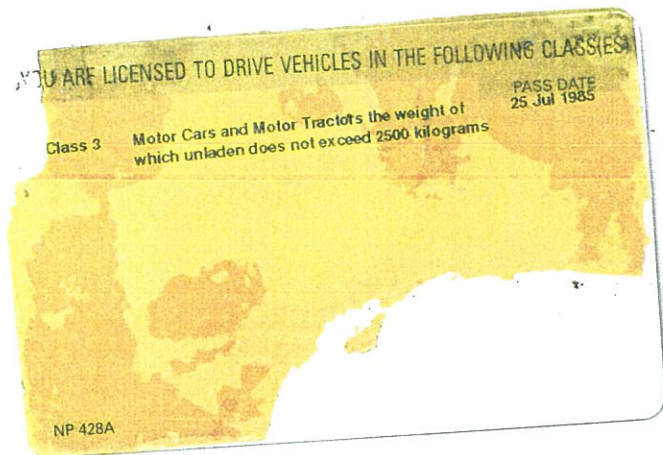 YOU ARE LICENSED TO DRIVE VEHICLES IN THE FOLLOWING CLASS(ES)
PASS DATE
Class 3 Motor Cars and Motor Tractors the weight of 25 Jul 1985
which unladen does not exceed 2500 kilograms
NP 428A